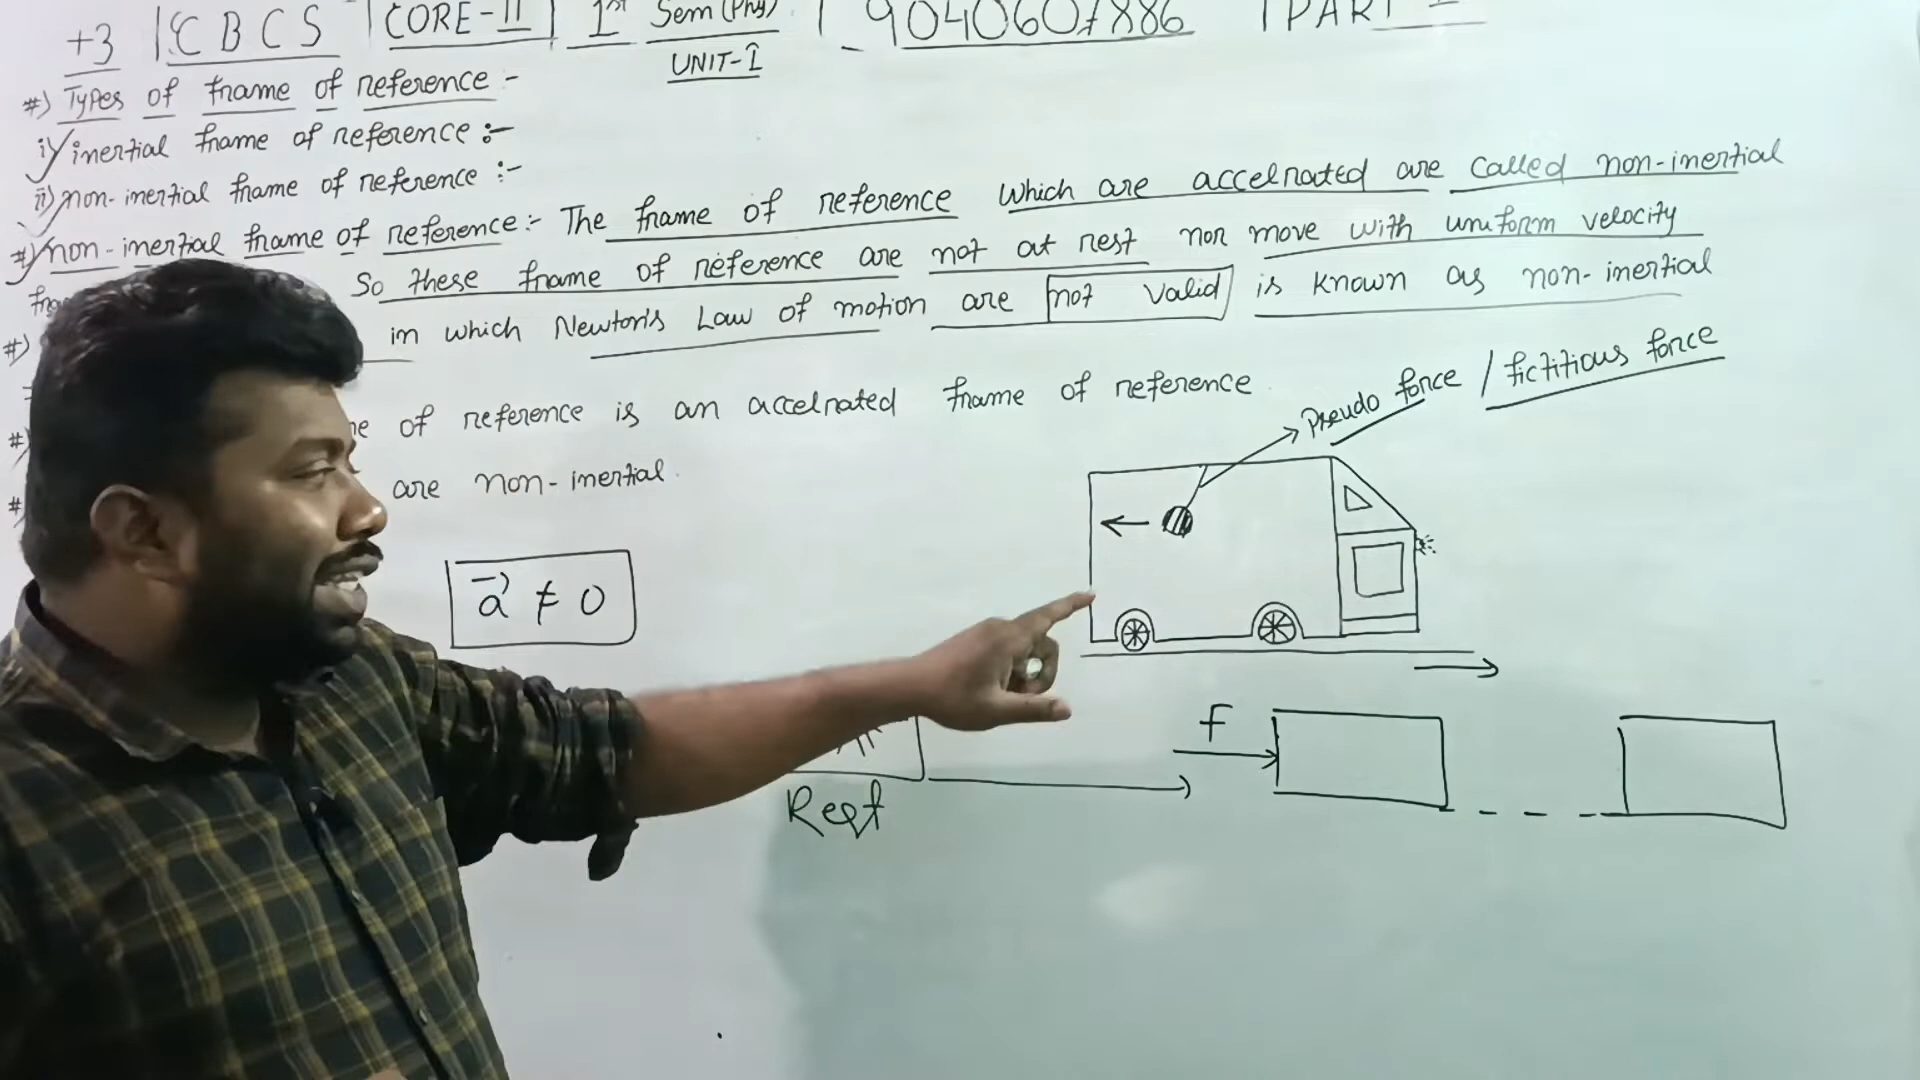 +3 | CBCS | CORE-II | 1st Sem (Phy) | 9040607886 | PART-I
UNIT-I
#) Types of frame of reference :-
i) inertial frame of reference :-
ii) non-inertial frame of reference :-
#) non-inertial frame of reference :- The frame of reference which are accelrated are called non-inertial
So these frame of reference are not at rest nor move with uniform velocity
#) in which Newton's Law of motion are not valid is known as non-inertial
#) of reference is an accelrated frame of reference
Pseudo force / fictitious force
# are non-inertial.
a ≠ 0
F
Rest